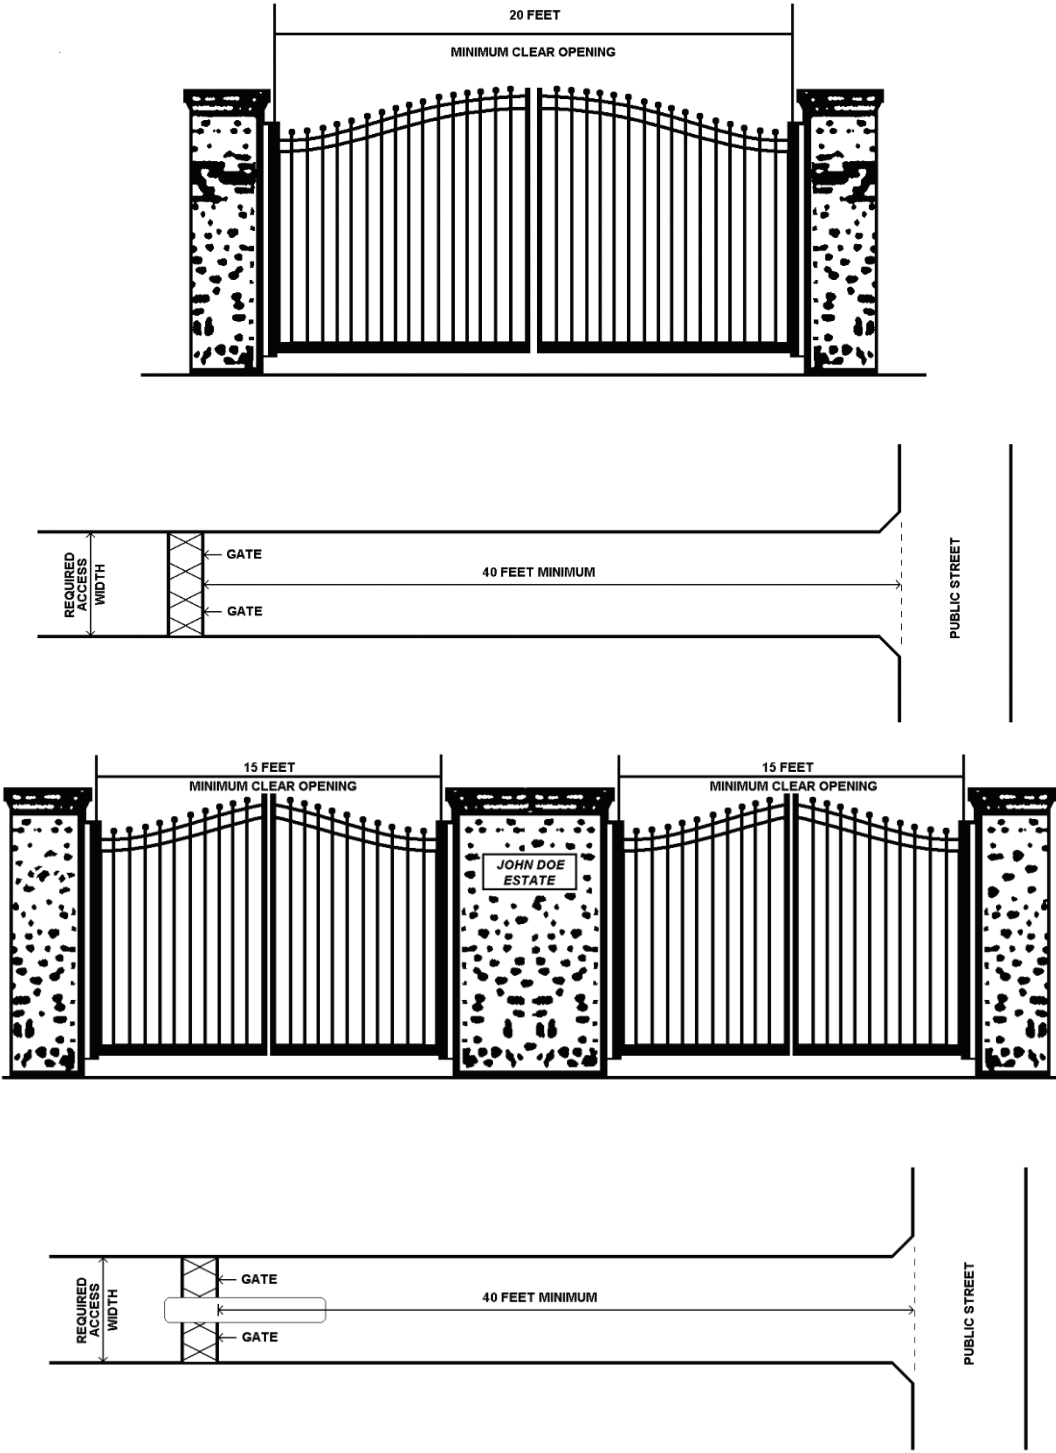 20 FEET
MINIMUM CLEAR OPENING
REQUIRED
ACCESS
WIDTH
GATE
40 FEET MINIMUM
GATE
PUBLIC STREET
15 FEET
MINIMUM CLEAR OPENING
15 FEET
MINIMUM CLEAR OPENING
JOHN DOE
ESTATE
REQUIRED
ACCESS
WIDTH
GATE
40 FEET MINIMUM
GATE
PUBLIC STREET